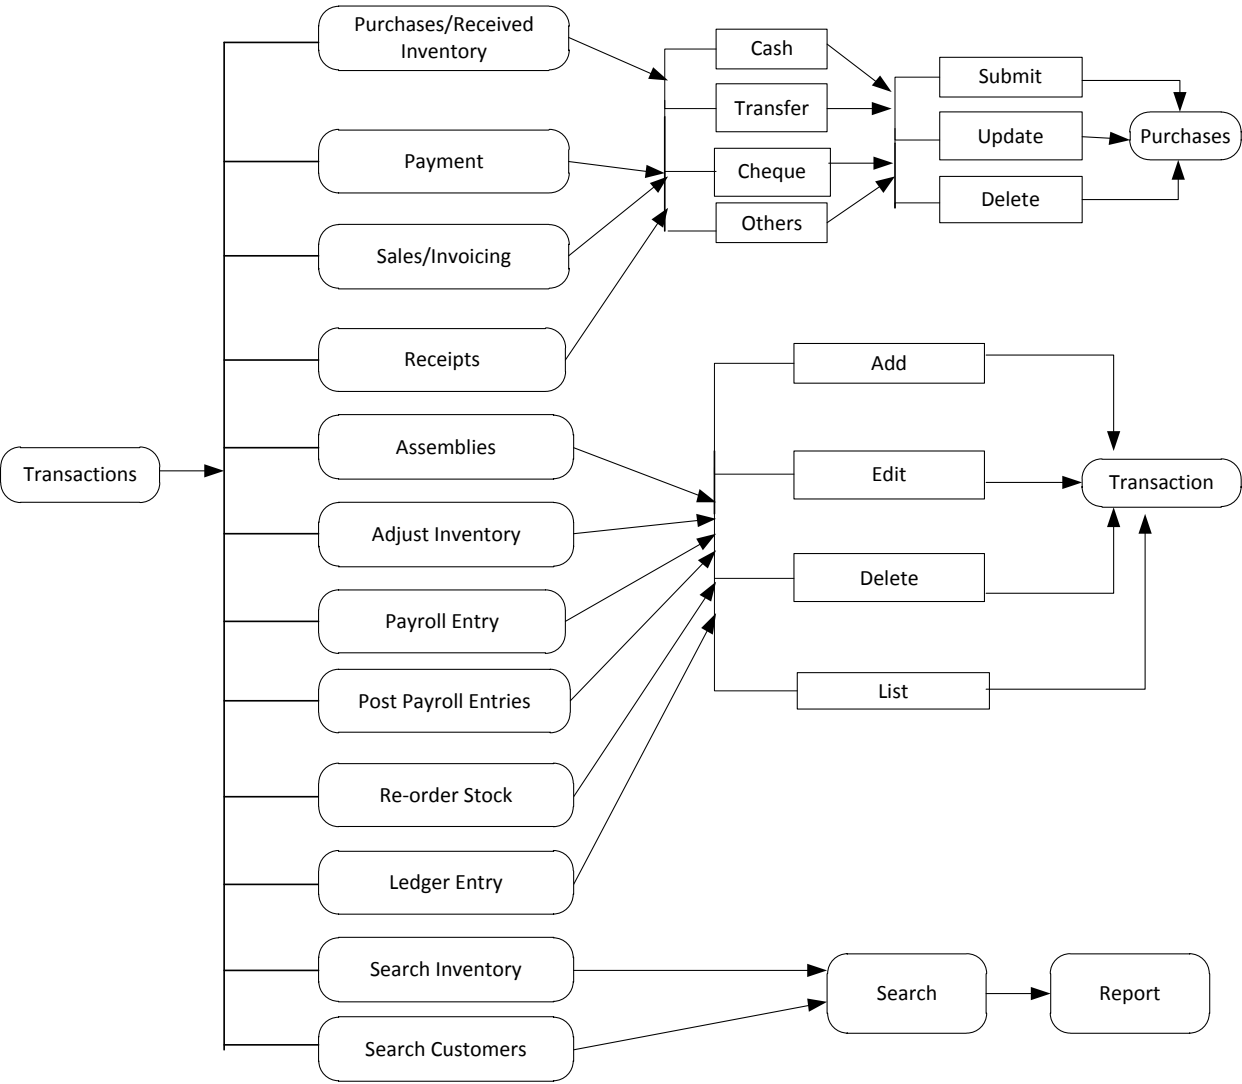 Purchases/Received
Inventory
Cash
Submit
Transfer
Update
Purchases
Payment
Cheque
Delete
Others
Sales/Invoicing
Receipts
Add
Assemblies
Transactions
Edit
Transaction
Adjust Inventory
Delete
Payroll Entry
Post Payroll Entries
List
Re-order Stock
Ledger Entry
Search Inventory
Search
Report
Search Customers